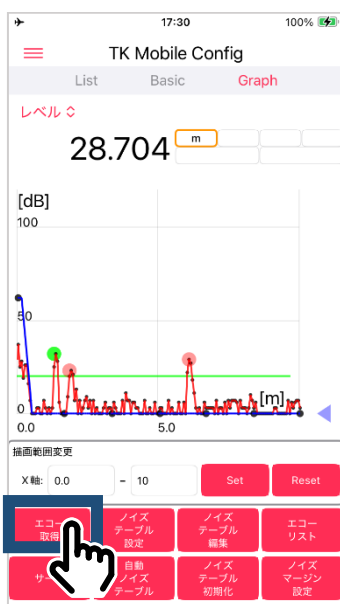 17:30
100%
TK Mobile Config
List Basic Graph
レベル
28.704 m
[dB]
100
50
0
[m]
0.0 5.0
描画範囲変更
X軸: 0.0 – 10 Set Reset
エコー
取得
ノイズ
テーブル
設定
ノイズ
テーブル
編集
エコー
リスト
サー
自動
ノイズ
テーブル
ノイズ
テーブル
初期化
ノイズ
マージン
設定